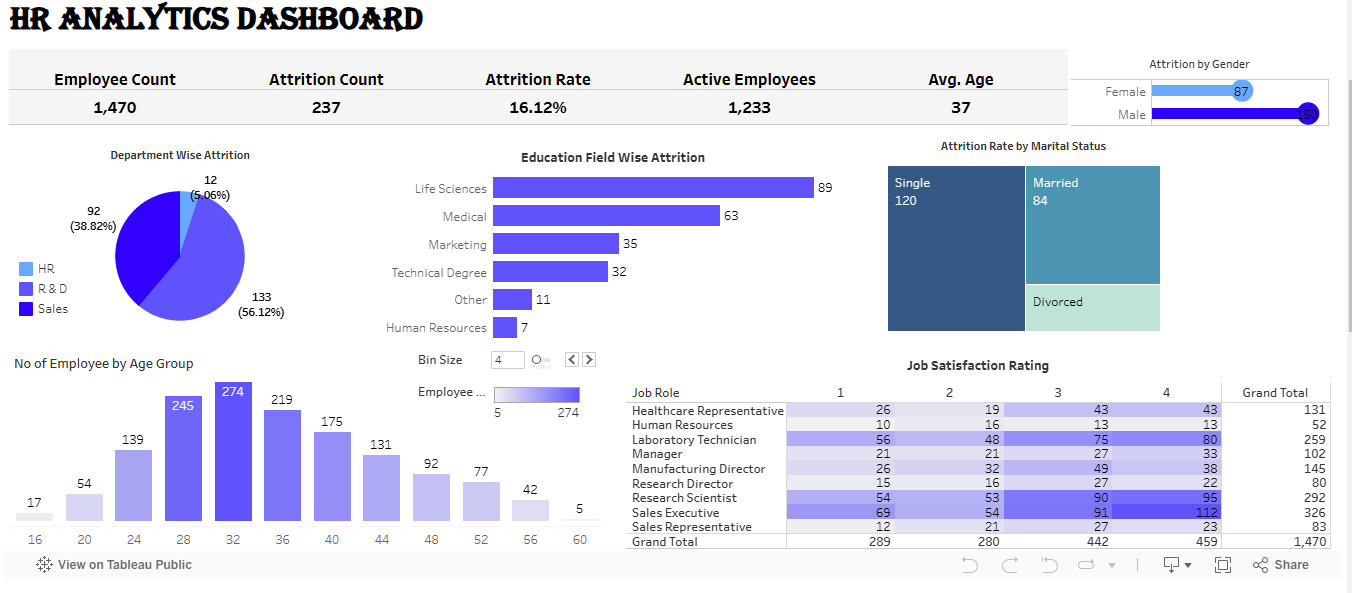 HR ANALYTICS DASHBOARD
Employee Count Attrition Count Attrition Rate Active Employees Avg. Age
1,470 237 16.12% 1,233 37
Attrition by Gender
Female 87
Male 150
Department Wise Attrition
12
(5.06%)
92
(38.82%)
133
(56.12%)
HR
R & D
Sales
Education Field Wise Attrition
Life Sciences 89
Medical 63
Marketing 35
Technical Degree 32
Other 11
Human Resources 7
Attrition Rate by Marital Status
Single
120
Married
84
Divorced
No of Employee by Age Group
17 54 139 245 274 219 175 131 92 77 42 5
16 20 24 28 32 36 40 44 48 52 56 60
Bin Size 4
Employee ...
5 274
Job Satisfaction Rating
Job Role 1 2 3 4 Grand Total
Healthcare Representative 26 19 43 43 131
Human Resources 10 16 13 13 52
Laboratory Technician 56 48 75 80 259
Manager 21 21 27 33 102
Manufacturing Director 26 32 49 38 145
Research Director 15 16 27 22 80
Research Scientist 54 53 90 95 292
Sales Executive 69 54 91 112 326
Sales Representative 12 21 27 23 83
Grand Total 289 280 442 459 1,470
View on Tableau Public
Share